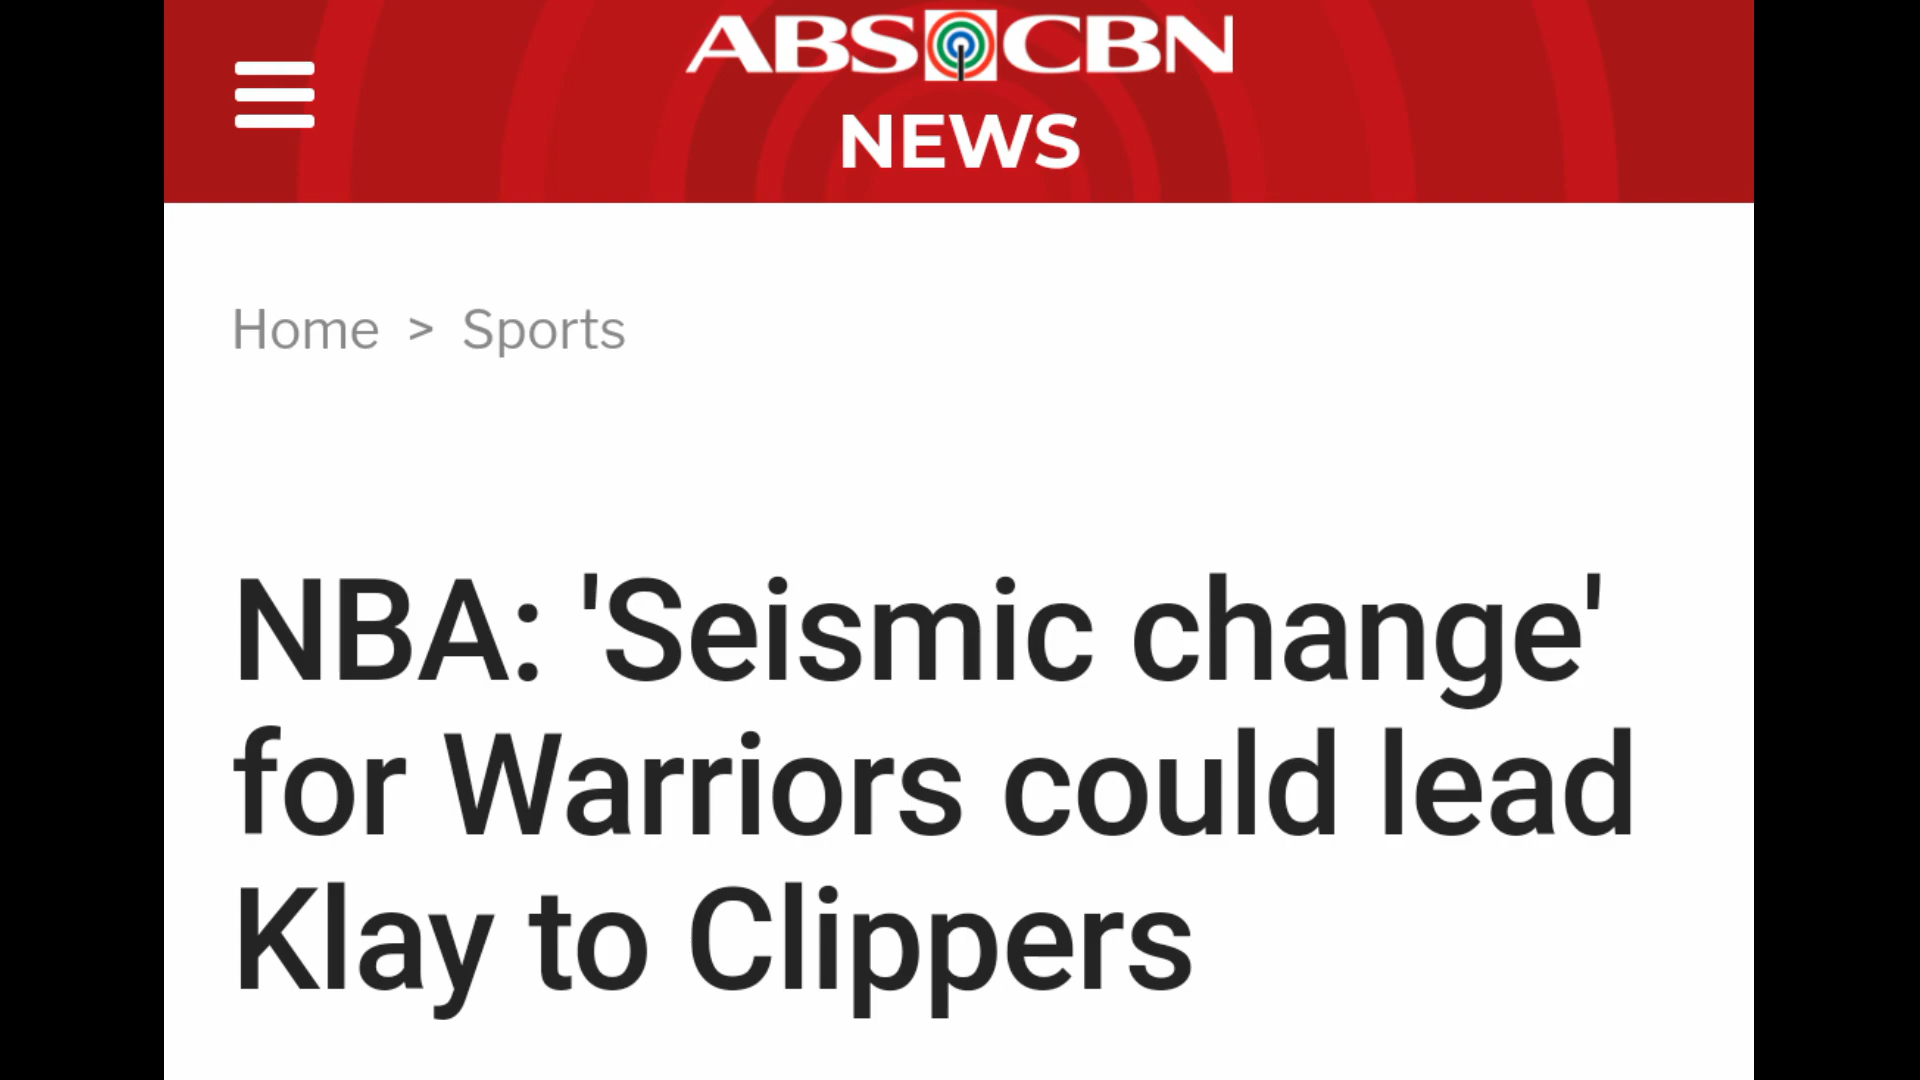 ABS CBN
NEWS
Home > Sports
NBA: 'Seismic change'
for Warriors could lead
Klay to Clippers